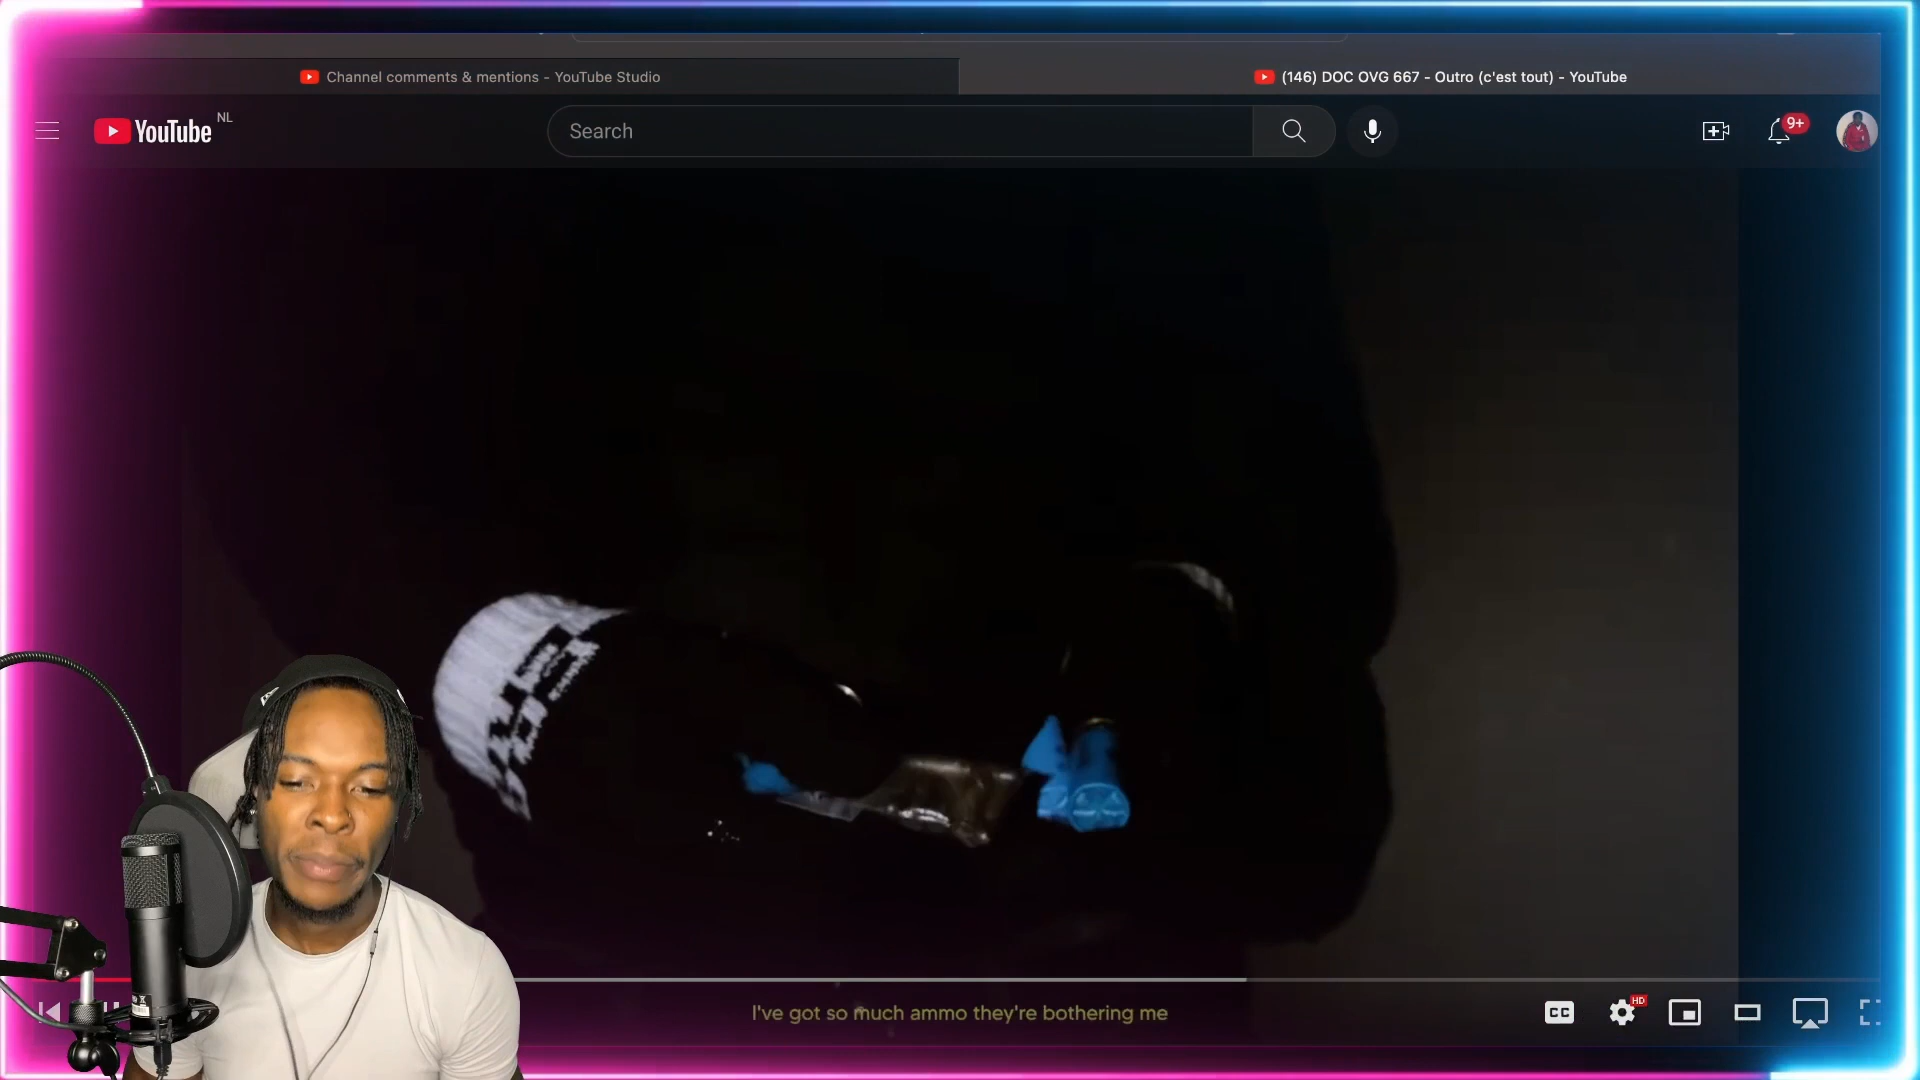 Channel comments & mentions - YouTube Studio
(146) DOC OVG 667 - Outro (c'est tout) - YouTube
YouTube NL
Search
9+
I've got so much ammo they're bothering me
CC
HD